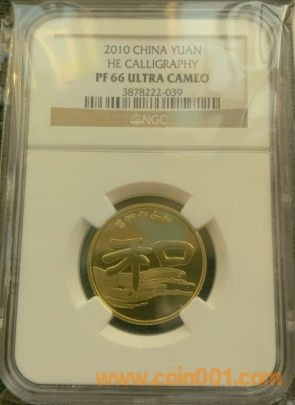 2010 CHINA YUAN
HE CALLIGRAPHY
PF 66 ULTRA CAMEO
3878222-039
NGC
和
www.coin001.com